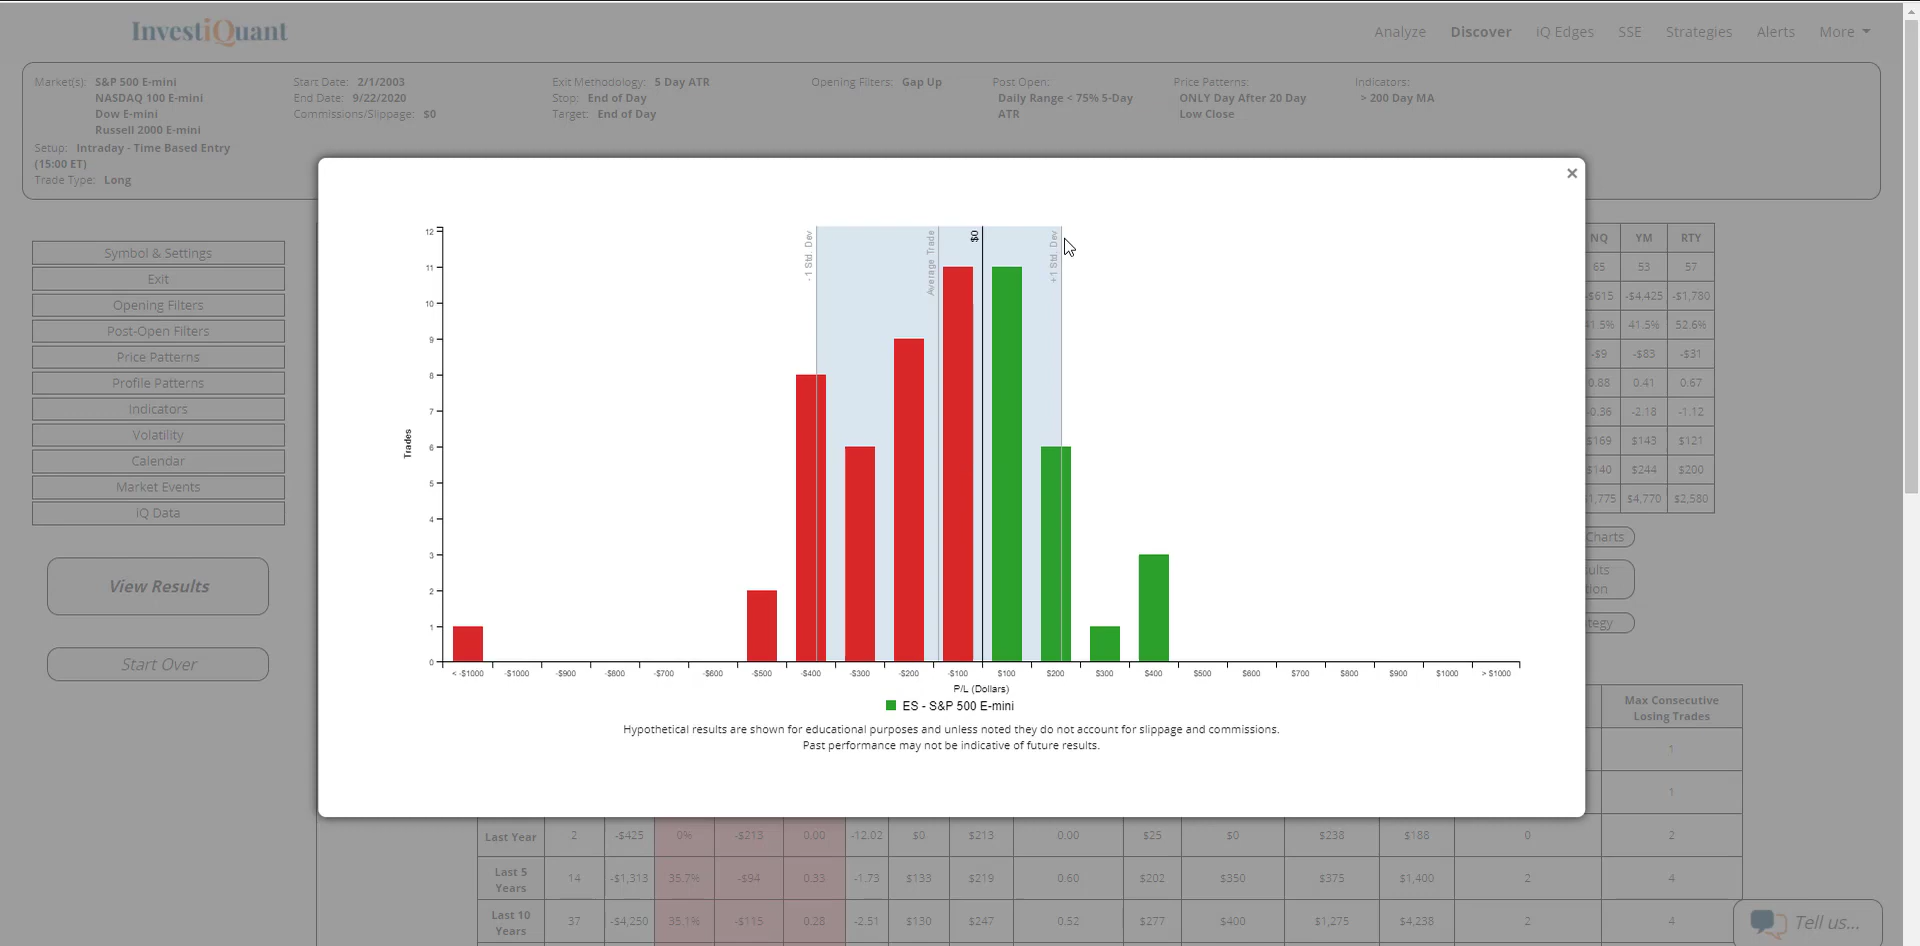 InvestiQuant
Analyze Discover iQ Edges SSE Strategies Alerts More
Market(s): S&P 500 E-mini
NASDAQ 100 E-mini
Dow E-mini
Russell 2000 E-mini
Setup: Intraday - Time Based Entry
(15:00 ET)
Trade Type: Long
Start Date: 2/1/2003
End Date: 9/22/2020
Commissions/Slippage: $0
Exit Methodology: 5 Day ATR
Stop: End of Day
Target: End of Day
Opening Filters: Gap Up
Post Open:
Daily Range < 75% 5-Day
ATR
Price Patterns:
ONLY Day After 20 Day
Low Close
Indicators:
> 200 Day MA
Symbol & Settings
Exit
Opening Filters
Post-Open Filters
Price Patterns
Profile Patterns
Indicators
Volatility
Calendar
Market Events
iQ Data
View Results
Start Over
×
12
11
10
9
8
7
6
5
4
3
2
1
0
Trades
- 1 Std. Dev
Average Trade
$0
+ 1 Std. Dev
< -$1000 -$1000 -$900 -$800 -$700 -$600 -$500 -$400 -$300 -$200 -$100 $100 $200 $300 $400 $500 $600 $700 $800 $900 $1000 > $1000
P/L (Dollars)
ES - S&P 500 E-mini
Hypothetical results are shown for educational purposes and unless noted they do not account for slippage and commissions.
Past performance may not be indicative of future results.
NQ YM RTY
65 53 57
-$615 -$4,425 -$1,780
41.5% 52.6%
-$9 -$83 -$31
0.88 0.41 0.67
-0.36 -2.18 -1.12
$169 $143 $121
$140 $244 $200
$4,770 $2,580
Charts
Max Consecutive
Losing Trades
1
1
Last Year 2 -$425 0% -$213 0.00 -12.02 $0 $213 0.00 $25 $0 $238 $188 0 2
Last 5
Years
14 -$1,313 35.7% -$94 0.33 -1.73 $133 $219 0.60 $202 $350 $375 $1,400 2 4
Last 10
Years
37 -$4,250 35.1% -$115 0.28 -2.51 $130 $247 0.52 $277 $400 $1,275 $4,238 2 4
Tell us...